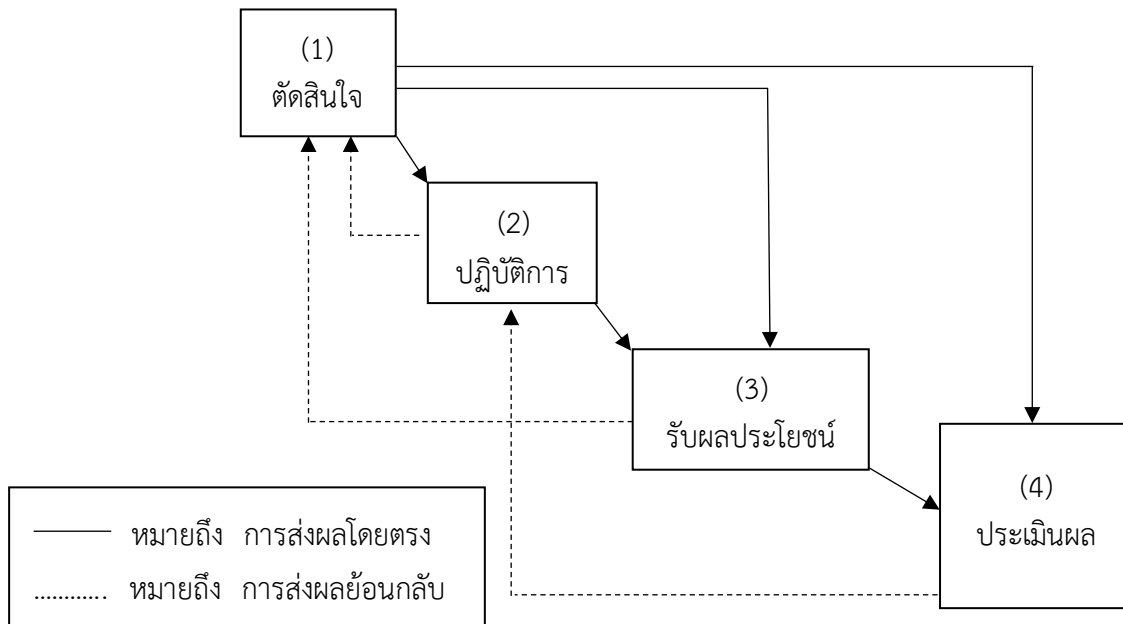 (1)
ตัดสินใจ
(2)
ปฏิบัติการ
(3)
รับผลประโยชน์
(4)
ประเมินผล
หมายถึง การส่งผลโดยตรง
............ หมายถึง การส่งผลย้อนกลับ